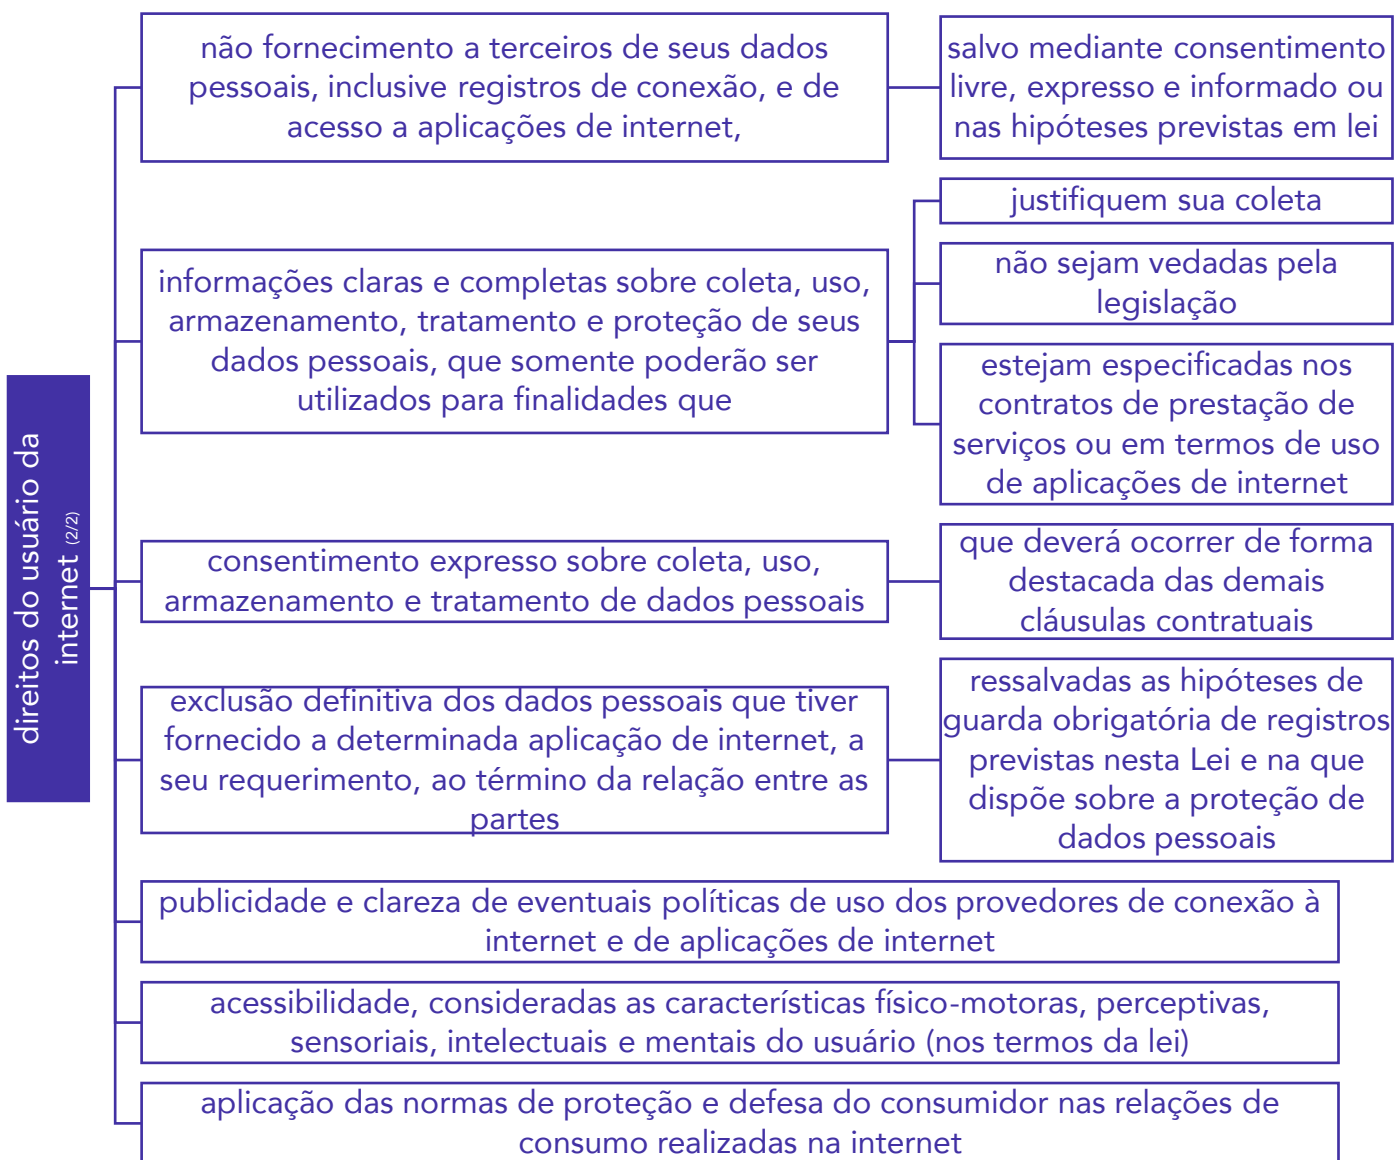 direitos do usuário da
internet (2/2)
não fornecimento a terceiros de seus dados
pessoais, inclusive registros de conexão, e de
acesso a aplicações de internet,
salvo mediante consentimento
livre, expresso e informado ou
nas hipóteses previstas em lei
informações claras e completas sobre coleta, uso,
armazenamento, tratamento e proteção de seus
dados pessoais, que somente poderão ser
utilizados para finalidades que
justifiquem sua coleta
não sejam vedadas pela
legislação
estejam especificadas nos
contratos de prestação de
serviços ou em termos de uso
de aplicações de internet
consentimento expresso sobre coleta, uso,
armazenamento e tratamento de dados pessoais
que deverá ocorrer de forma
destacada das demais
cláusulas contratuais
exclusão definitiva dos dados pessoais que tiver
fornecido a determinada aplicação de internet, a
seu requerimento, ao término da relação entre as
partes
ressalvadas as hipóteses de
guarda obrigatória de registros
previstas nesta Lei e na que
dispõe sobre a proteção de
dados pessoais
publicidade e clareza de eventuais políticas de uso dos provedores de conexão à
internet e de aplicações de internet
acessibilidade, consideradas as características físico-motoras, perceptivas,
sensoriais, intelectuais e mentais do usuário (nos termos da lei)
aplicação das normas de proteção e defesa do consumidor nas relações de
consumo realizadas na internet